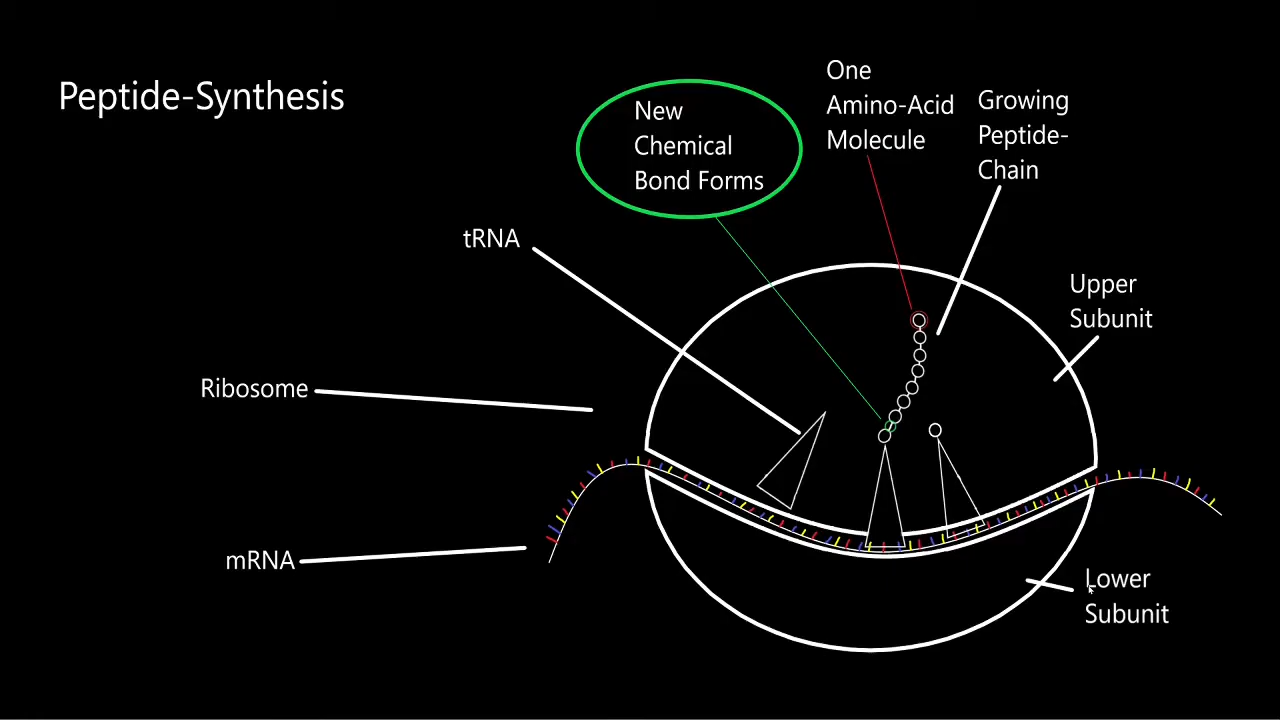 Peptide-Synthesis
New
Chemical
Bond Forms
One
Amino-Acid
Molecule
Growing
Peptide-
Chain
tRNA
Upper
Subunit
Ribosome
mRNA
Lower
Subunit